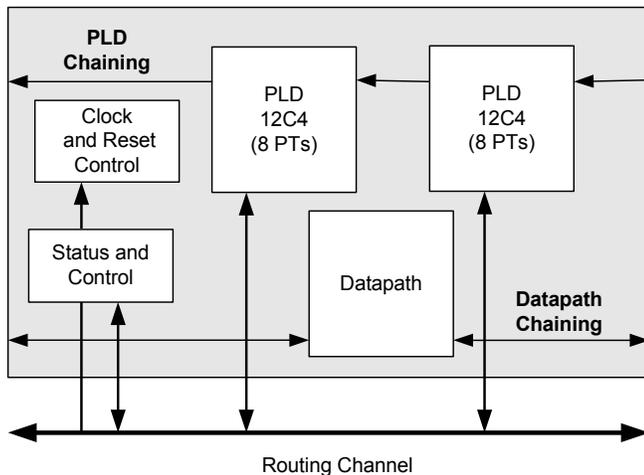 PLD
Chaining
PLD
12C4
(8 PTs)
PLD
12C4
(8 PTs)
Clock
and Reset
Control
Status and
Control
Datapath
Datapath
Chaining
Routing Channel